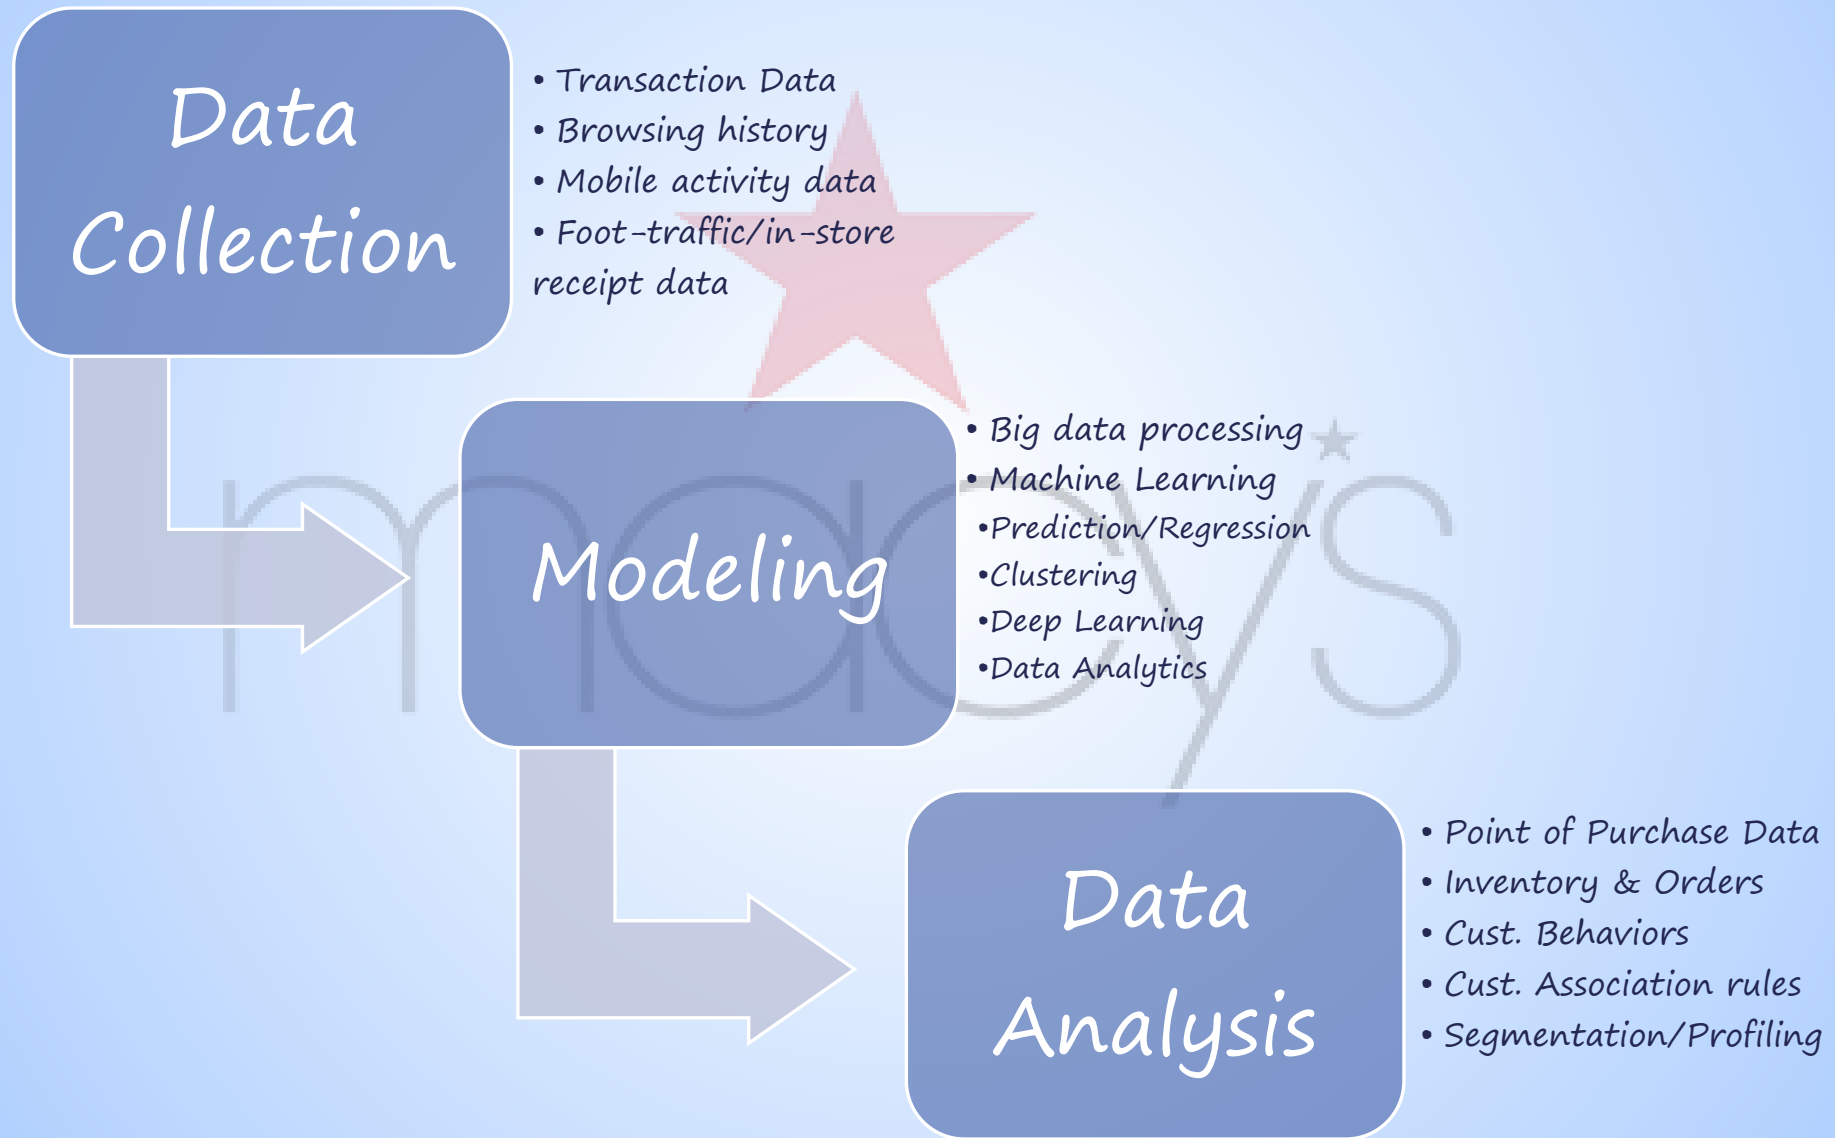 Data
Collection
• Transaction Data
• Browsing history
• Mobile activity data
• Foot-traffic/in-store
receipt data
macy's
Modeling
• Big data processing
• Machine Learning
•Prediction/Regression
•Clustering
•Deep Learning
•Data Analytics
Data
Analysis
• Point of Purchase Data
• Inventory & Orders
• Cust. Behaviors
• Cust. Association rules
• Segmentation/Profiling